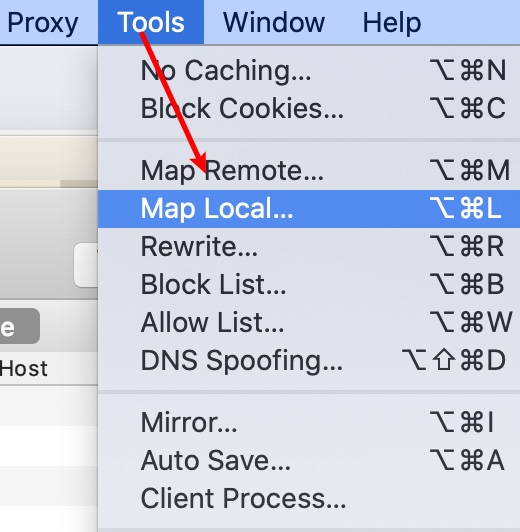 Proxy Tools Window Help
No Caching... ⌥⌘N
Block Cookies... ⌥⌘C
Map Remote... ⌥⌘M
Map Local... ⌥⌘L
Rewrite... ⌥⌘R
Block List... ⌥⌘B
e Allow List... ⌥⌘W
Host DNS Spoofing... ⌥⇧⌘D
Mirror... ⌥⌘I
Auto Save... ⌥⌘A
Client Process...